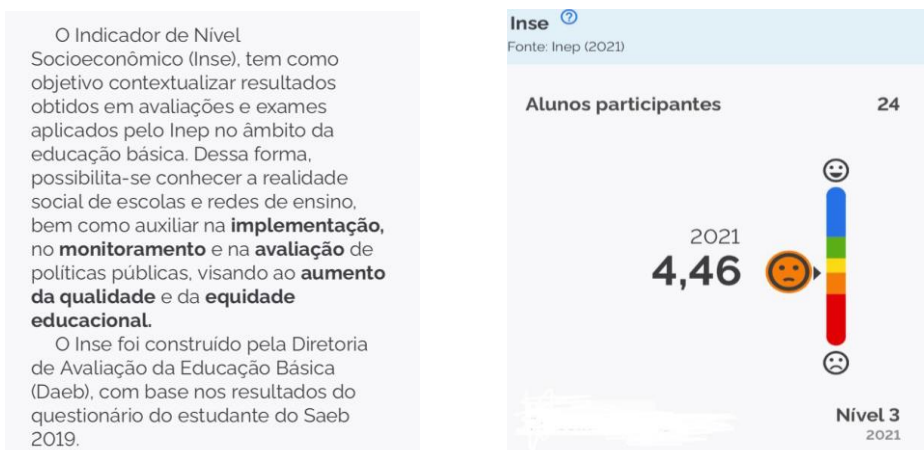 O Indicador de Nível
Socioeconômico (Inse), tem como
objetivo contextualizar resultados
obtidos em avaliações e exames
aplicados pelo Inep no âmbito da
educação básica. Dessa forma,
possibilita-se conhecer a realidade
social de escolas e redes de ensino,
bem como auxiliar na implementação,
no monitoramento e na avaliação de
políticas públicas, visando ao aumento
da qualidade e da equidade
educacional.
O Inse foi construído pela Diretoria
de Avaliação da Educação Básica
(Daeb), com base nos resultados do
questionário do estudante do Saeb
2019.
Inse ?
Fonte: Inep (2021)
Alunos participantes 24
2021
4,46
Nível 3
2021